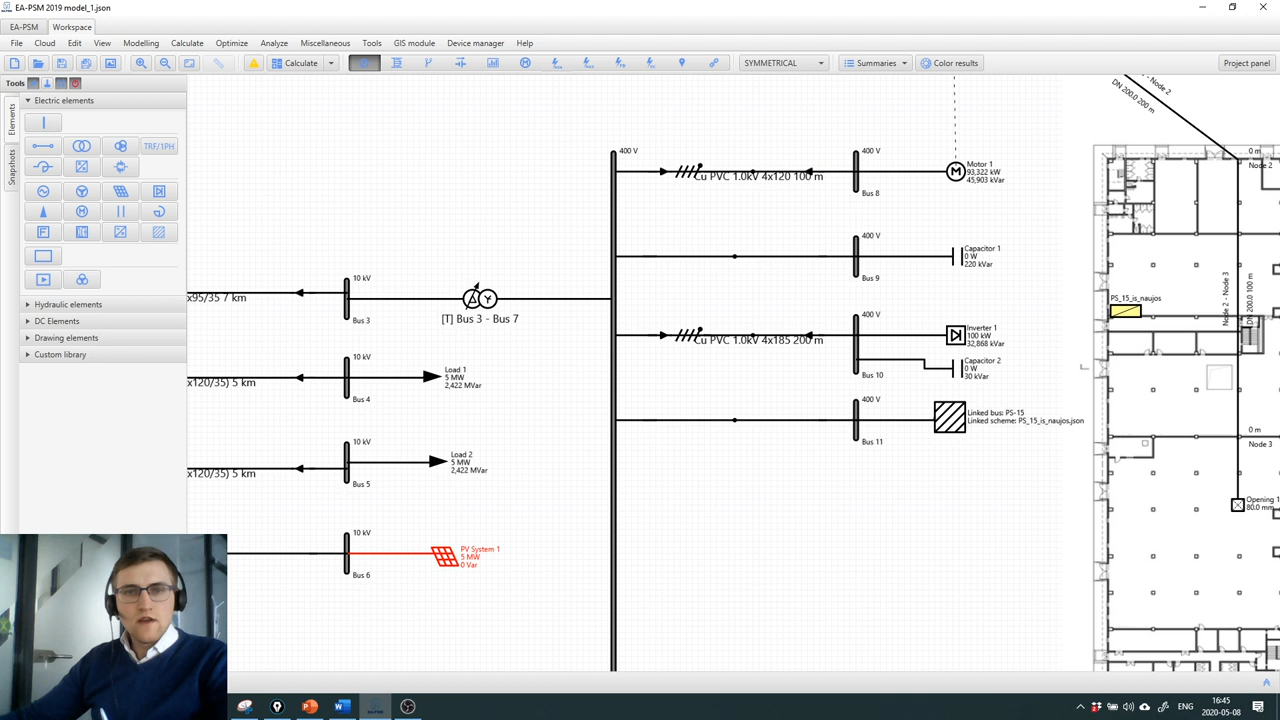 EA-PSM 2019 model_1.json
EA-PSM Workspace
File Cloud Edit View Modelling Calculate Optimize Analyze Miscellaneous Tools GIS module Device manager Help
Calculate SYMMETRICAL Summaries Color results Project panel
Tools
Elements
Snapshots
Electric elements
TRF/1PH
Hydraulic elements
DC Elements
Drawing elements
Custom library
x95/35 7 km
10 kV
Bus 3
[T] Bus 3 - Bus 7
x120/35) 5 km
10 kV
Bus 4
Load 1
5 MW
2,422 MVar
x120/35) 5 km
10 kV
Bus 5
Load 2
5 MW
2,422 MVar
10 kV
Bus 6
PV System 1
5 MW
0 Var
400 V
Cu PVC 1.0kV 4x120 100 m
400 V
Bus 8
Motor 1
93,322 kW
45,903 kVar
400 V
Bus 9
Capacitor 1
0 W
220 kVar
Cu PVC 1.0kV 4x185 200 m
400 V
Bus 10
Inverter 1
100 kW
32,868 kVar
Capacitor 2
0 W
30 kVar
400 V
Bus 11
Linked bus: PS-15
Linked scheme: PS_15_is_naujos.json
- Node 2
DN 200.0 200 m
0 m
Node 2
PS_15_is_naujos
Node 2 - Node 3
DN 200.0 100 m
0 m
Node 3
Opening 1
80.0 mm
ENG
16:45
2020-05-08